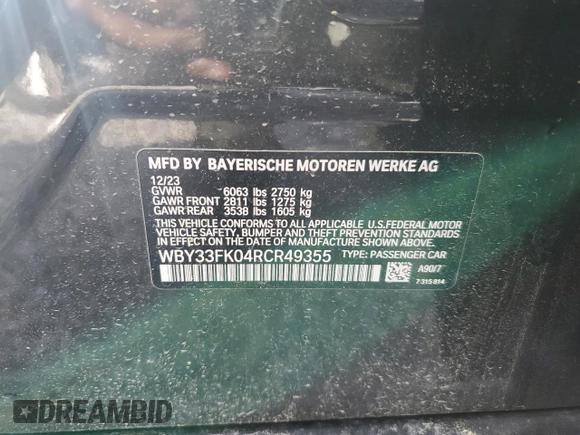 MFD BY BAYERISCHE MOTOREN WERKE AG
12/23
GVWR 6063 lbs 2750 kg
GAWR FRONT 2811 lbs 1275 kg
GAWR REAR 3538 lbs 1605 kg
THIS VEHICLE CONFORMS TO ALL APPLICABLE U.S.FEDERAL MOTOR
VEHICLE SAFETY, BUMPER, AND THEFT PREVENTION STANDARDS
IN EFFECT ON THE DATE OF MANUFACTURE SHOWN ABOVE.
WBY33FK04RCR49355 TYPE: PASSENGER CAR
A90/7
7 315 814
DREAMBID